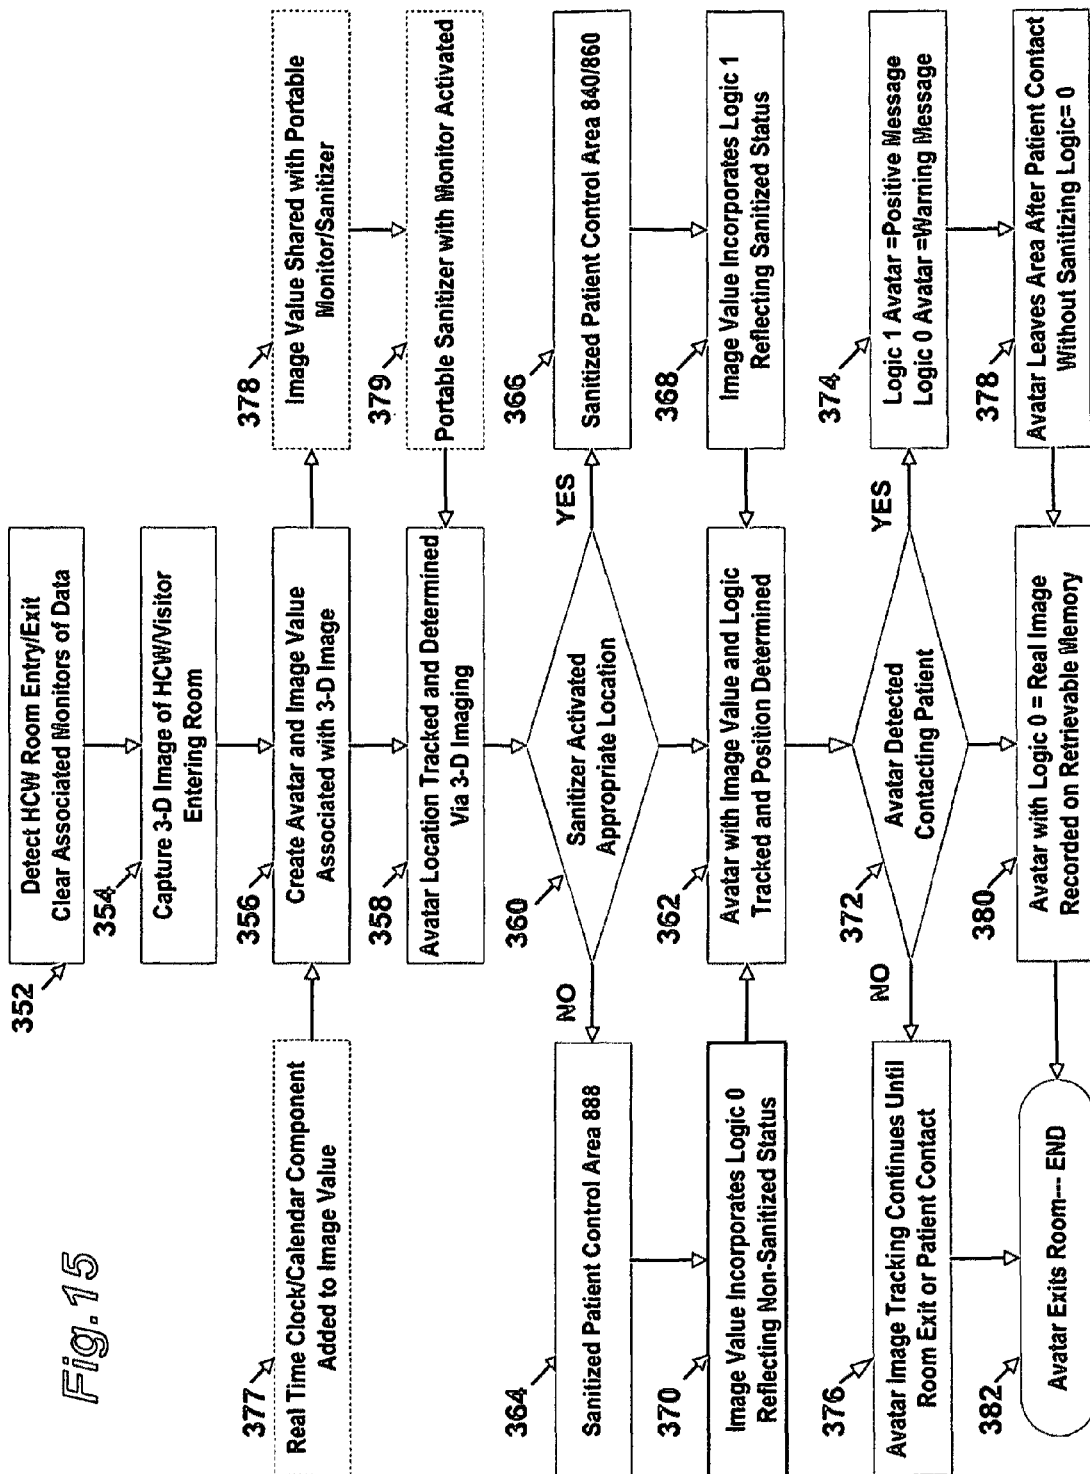 Fig. 15
352
Detect HCW Room Entry/Exit
Clear Associated Monitors of Data
354
Capture 3-D Image of HCW/Visitor
Entering Room
377
Real Time Clock/Calendar Component
Added to Image Value
356
Create Avatar and Image Value
Associated with 3-D Image
378
Image Value Shared with Portable
Monitor/Sanitizer
358
Avatar Location Tracked and Determined
Via 3-D Imaging
379
Portable Sanitizer with Monitor Activated
360
Sanitizer Activated
Appropriate Location
NO
YES
364
Sanitized Patient Control Area 888
366
Sanitized Patient Control Area 840/860
370
Image Value Incorporates Logic 0
Reflecting Non-Sanitized Status
362
Avatar with Image Value and Logic
Tracked and Position Determined
368
Image Value Incorporates Logic 1
Reflecting Sanitized Status
372
Avatar Detected
Contacting Patient
NO
YES
376
Avatar Image Tracking Continues Until
Room Exit or Patient Contact
374
Logic 1 Avatar =Positive Message
Logic 0 Avatar =Warning Message
382
Avatar Exits Room--- END
380
Avatar with Logic 0 = Real Image
Recorded on Retrievable Memory
378
Avatar Leaves Area After Patient Contact
Without Sanitizing Logic= 0